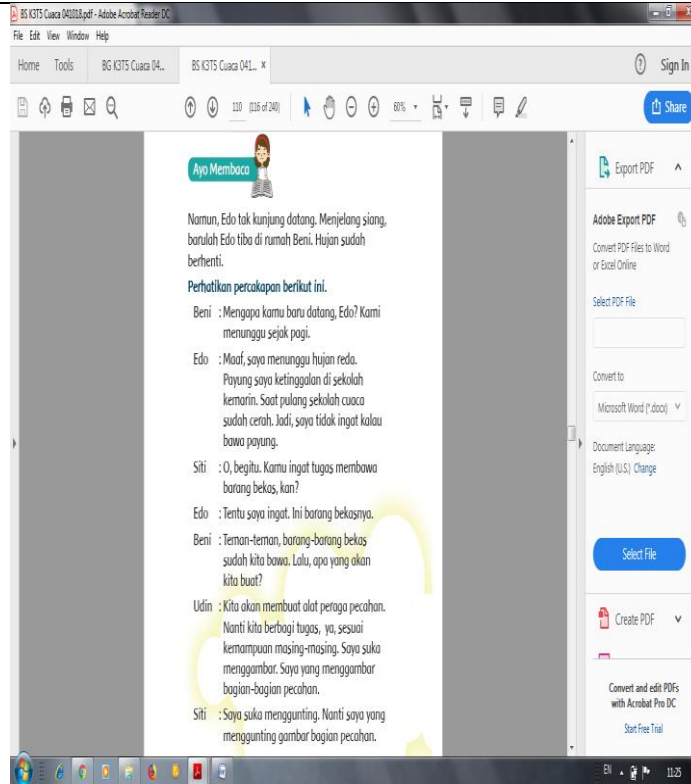 BS K3T5 Cuaca 041018.pdf - Adobe Acrobat Reader DC
File Edit View Window Help
Home Tools BG K3T5 Cuaca 04... BS K3T5 Cuaca 041... x Sign In
110 (116 of 240) 60% Share
Ayo Membaca
Namun, Edo tak kunjung datang. Menjelang siang,
barulah Edo tiba di rumah Beni. Hujan sudah
berhenti.
Perhatikan percakapan berikut ini.
Beni : Mengapa kamu baru datang, Edo? Kami
menunggu sejak pagi.
Edo : Maaf, saya menunggu hujan reda.
Payung saya ketinggalan di sekolah
kemarin. Saat pulang sekolah cuaca
sudah cerah. Jadi, saya tidak ingat kalau
bawa payung.
Siti : O, begitu. Kamu ingat tugas membawa
barang bekas, kan?
Edo : Tentu saya ingat. Ini barang bekasnya.
Beni : Teman-teman, barang-barang bekas
sudah kita bawa. Lalu, apa yang akan
kita buat?
Udin : Kita akan membuat alat peraga pecahan.
Nanti kita berbagi tugas, ya, sesuai
kemampuan masing-masing. Saya suka
menggambar. Saya yang menggambar
bagian-bagian pecahan.
Siti : Saya suka menggunting. Nanti saya yang
menggunting gambar bagian pecahan.
Export PDF
Adobe Export PDF
Convert PDF Files to Word
or Excel Online
Select PDF File
Convert to
Microsoft Word (*.docx)
Document Language:
English (U.S.) Change
Select File
Create PDF
Convert and edit PDFs
with Acrobat Pro DC
Start Free Trial
EN 11:25